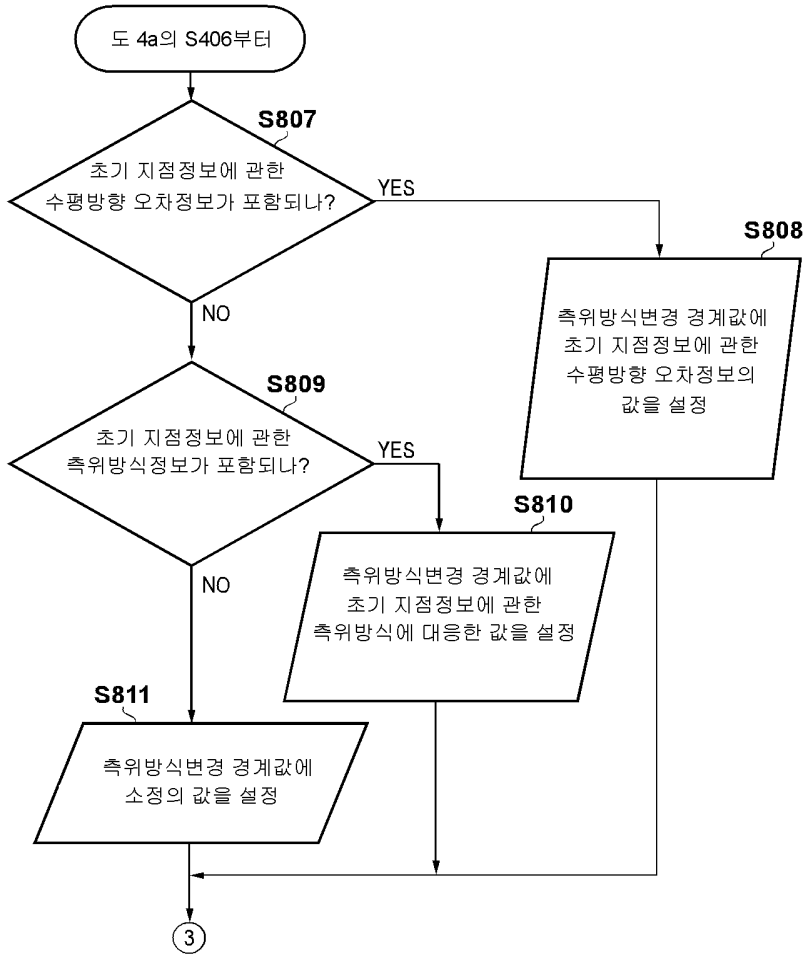 도 4a의 S406부터
S807
초기 지점정보에 관한
수평방향 오차정보가 포함되나?
YES
S808
측위방식변경 경계값에
초기 지점정보에 관한
수평방향 오차정보의
값을 설정
NO
S809
초기 지점정보에 관한
측위방식정보가 포함되나?
YES
S810
측위방식변경 경계값에
초기 지점정보에 관한
측위방식에 대응한 값을 설정
NO
S811
측위방식변경 경계값에
소정의 값을 설정
3